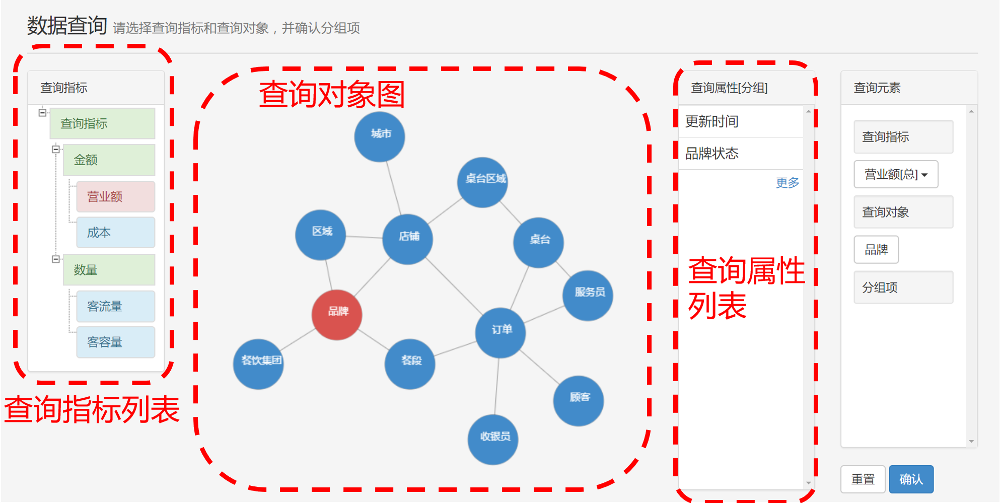 数据查询 请选择查询指标和查询对象，并确认分组项
查询指标
查询指标
金额
营业额
成本
数量
客流量
客容量
查询指标列表
查询对象图
城市
桌台区域
区域
店铺
桌台
服务员
品牌
订单
餐饮集团
餐段
顾客
收银员
查询属性[分组]
更新时间
品牌状态
更多
查询属性
列表
查询元素
查询指标
营业额[总]
查询对象
品牌
分组项
重置
确认